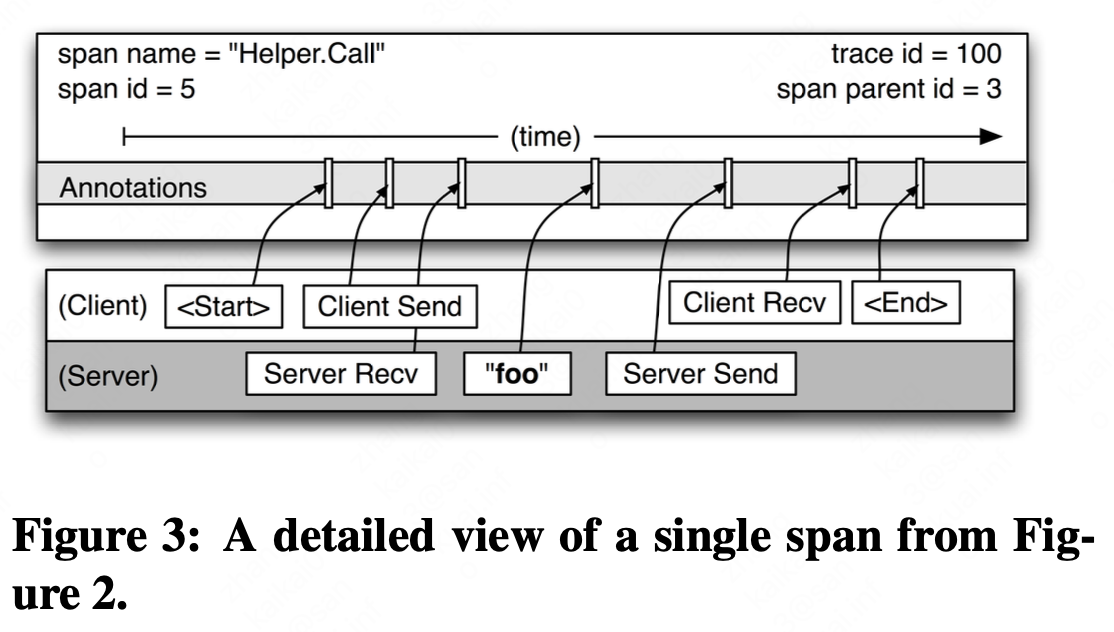 span name = "Helper.Call"
trace id = 100
span id = 5
span parent id = 3
(time)
Annotations
(Client)
<Start>
Client Send
Client Recv
<End>
(Server)
Server Recv
"foo"
Server Send
Figure 3: A detailed view of a single span from Fig-
ure 2.